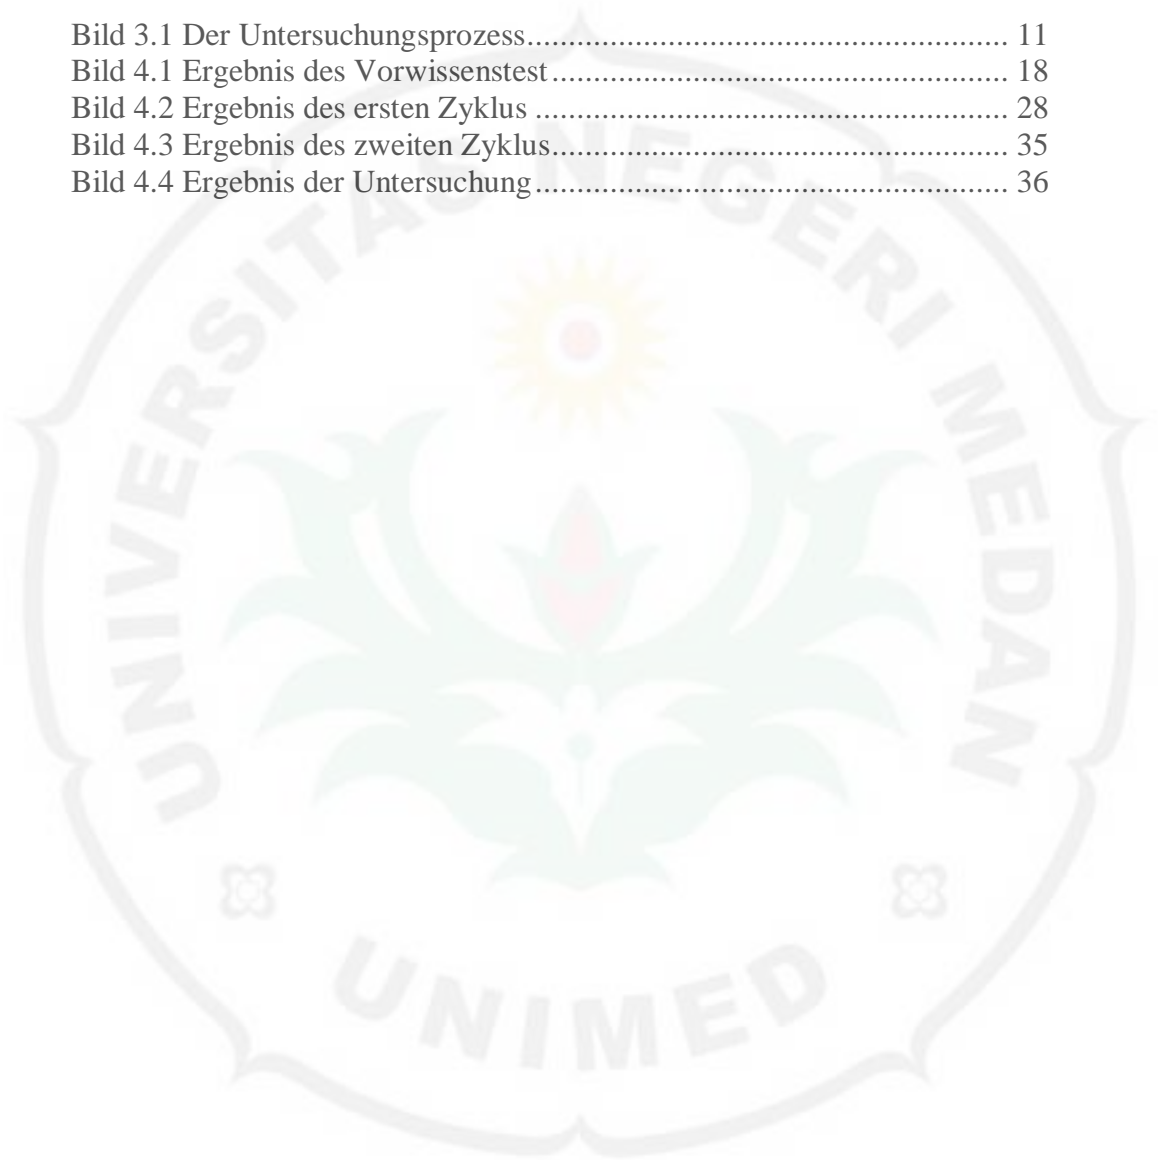 Bild 3.1 Der Untersuchungsprozess........................................................... 11
Bild 4.1 Ergebnis des Vorwissenstest........................................................ 18
Bild 4.2 Ergebnis des ersten Zyklus .......................................................... 28
Bild 4.3 Ergebnis des zweiten Zyklus........................................................ 35
Bild 4.4 Ergebnis der Untersuchung.......................................................... 36
UNIVERSITAS NEGERI MEDAN
UNIMED